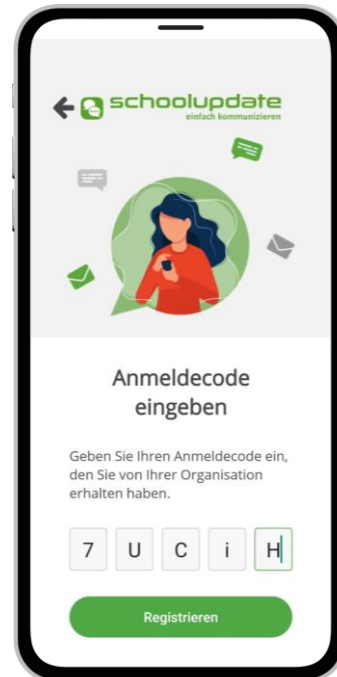 schoolupdate
einfach kommunizieren
Anmeldecode
eingeben
Geben Sie Ihren Anmeldecode ein,
den Sie von Ihrer Organisation
erhalten haben.
7 U C i H
Registrieren